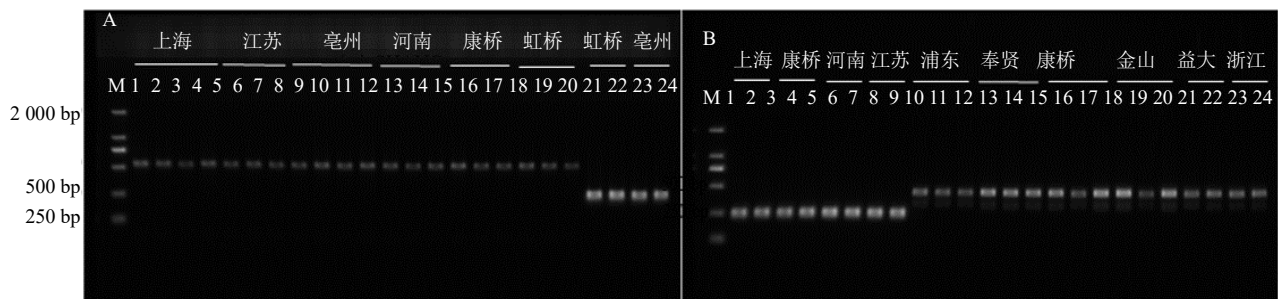 A
上海 江苏 亳州 河南 康桥 虹桥 虹桥 亳州
M 1 2 3 4 5 6 7 8 9 10 11 12 13 14 15 16 17 18 19 20 21 22 23 24
2 000 bp
500 bp
250 bp
B
上海 康桥 河南 江苏 浦东 奉贤 康桥 金山 益大 浙江
M 1 2 3 4 5 6 7 8 9 10 11 12 13 14 15 16 17 18 19 20 21 22 23 24